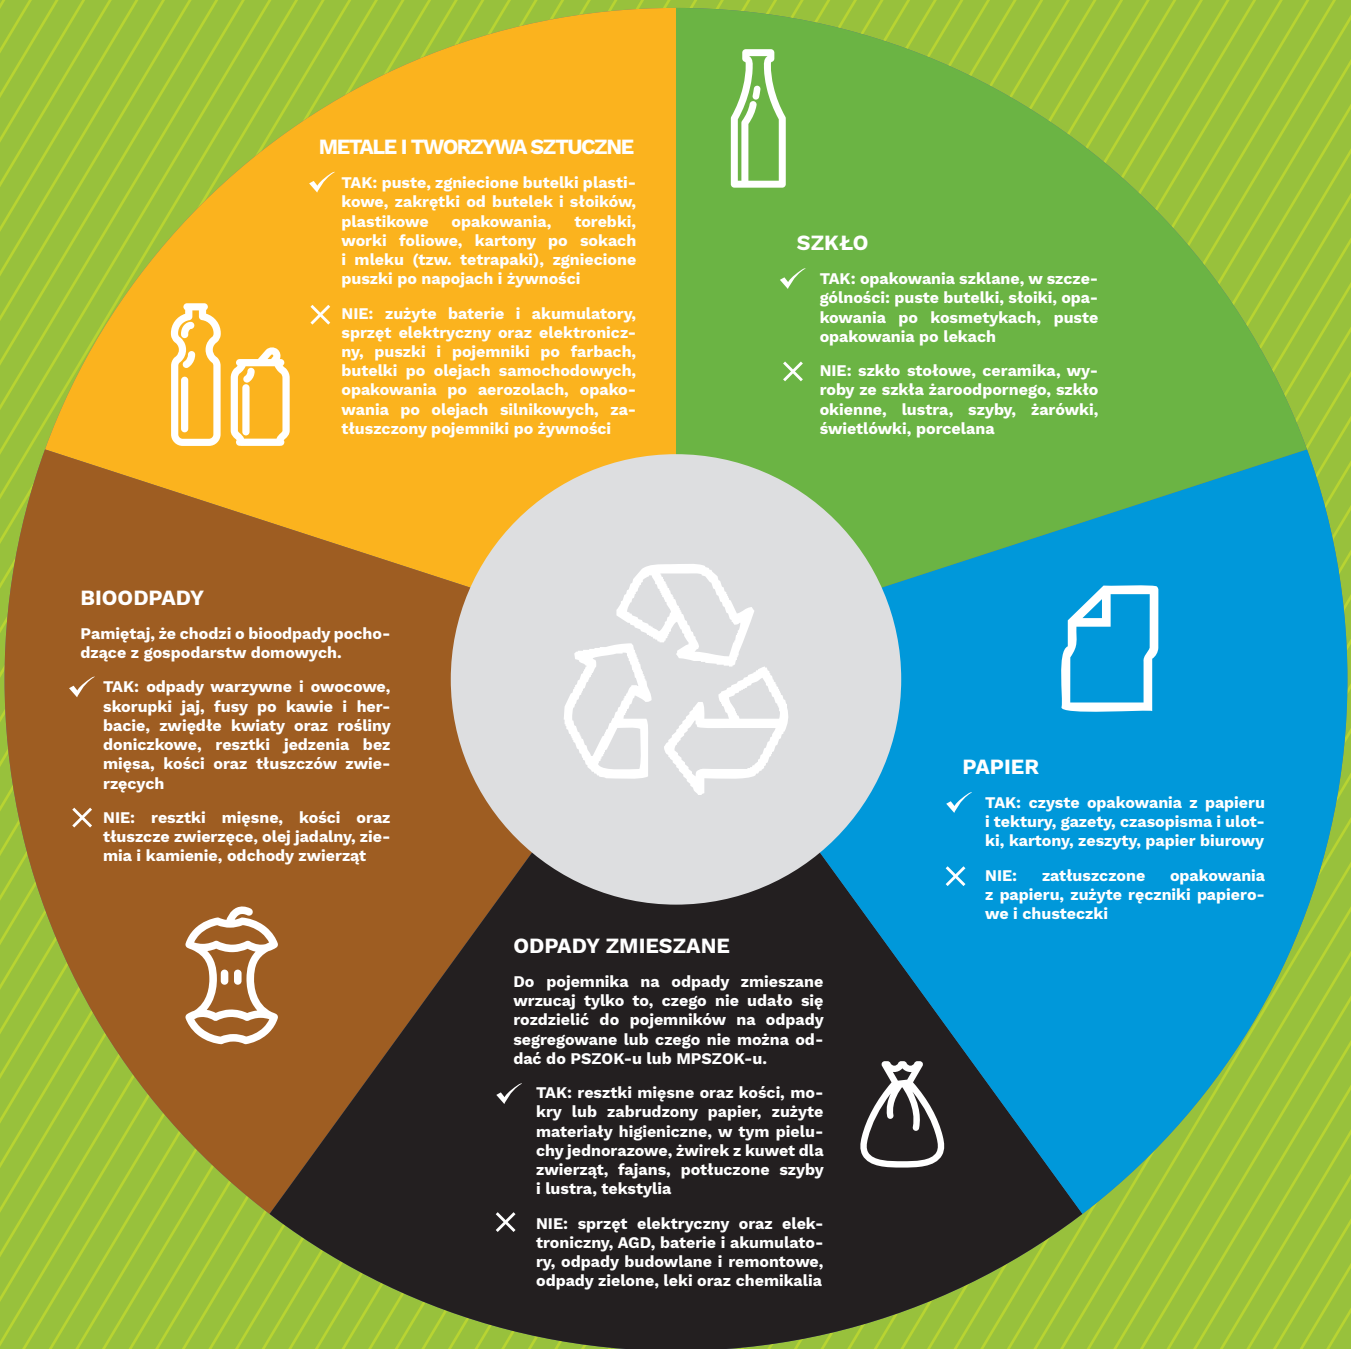 METALE I TWORZYWA SZTUCZNE
TAK: puste, zgniecione butelki plasti-
kowe, zakrętki od butelek i słoików,
plastikowe opakowania, torebki,
worki foliowe, kartony po sokach
i mleku (tzw. tetrapaki), zgniecione
puszki po napojach i żywności
NIE: zużyte baterie i akumulatory,
sprzęt elektryczny oraz elektronicz-
ny, puszki i pojemniki po farbach,
butelki po olejach samochodowych,
opakowania po aerozolach, opako-
wania po olejach silnikowych, za-
tłuszczony pojemniki po żywności
SZKŁO
TAK: opakowania szklane, w szcze-
gólności: puste butelki, słoiki, opa-
kowania po kosmetykach, puste
opakowania po lekach
NIE: szkło stołowe, ceramika, wy-
roby ze szkła żaroodpornego, szkło
okienne, lustra, szyby, żarówki,
świetlówki, porcelana
BIOODPADY
Pamiętaj, że chodzi o bioodpady pocho-
dzące z gospodarstw domowych.
TAK: odpady warzywne i owocowe,
skorupki jaj, fusy po kawie i her-
bacie, zwiędłe kwiaty oraz rośliny
doniczkowe, resztki jedzenia bez
mięsa, kości oraz tłuszczów zwie-
rzęcych
NIE: resztki mięsne, kości oraz
tłuszcze zwierzęce, olej jadalny, zie-
mia i kamienie, odchody zwierząt
PAPIER
TAK: czyste opakowania z papieru
i tektury, gazety, czasopisma i ulot-
ki, kartony, zeszyty, papier biurowy
NIE: zatłuszczone opakowania
z papieru, zużyte ręczniki papiero-
we i chusteczki
ODPADY ZMIESZANE
Do pojemnika na odpady zmieszane
wrzucaj tylko to, czego nie udało się
rozdzielić do pojemników na odpady
segregowane lub czego nie można od-
dać do PSZOK-u lub MPSZOK-u.
TAK: resztki mięsne oraz kości, mo-
kry lub zabrudzony papier, zużyte
materiały higieniczne, w tym pielu-
chy jednorazowe, żwirek z kuwet dla
zwierząt, fajans, potłuczone szyby
i lustra, tekstylia
NIE: sprzęt elektryczny oraz elek-
troniczny, AGD, baterie i akumulato-
ry, odpady budowlane i remontowe,
odpady zielone, leki oraz chemikalia